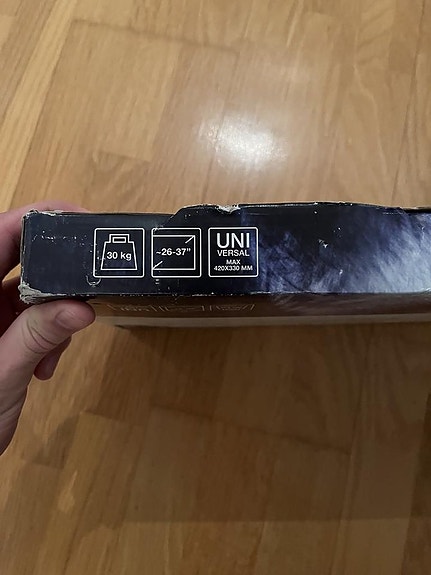 30 kg
~26-37"
UNI
VERSAL
MAX
420X330 MM